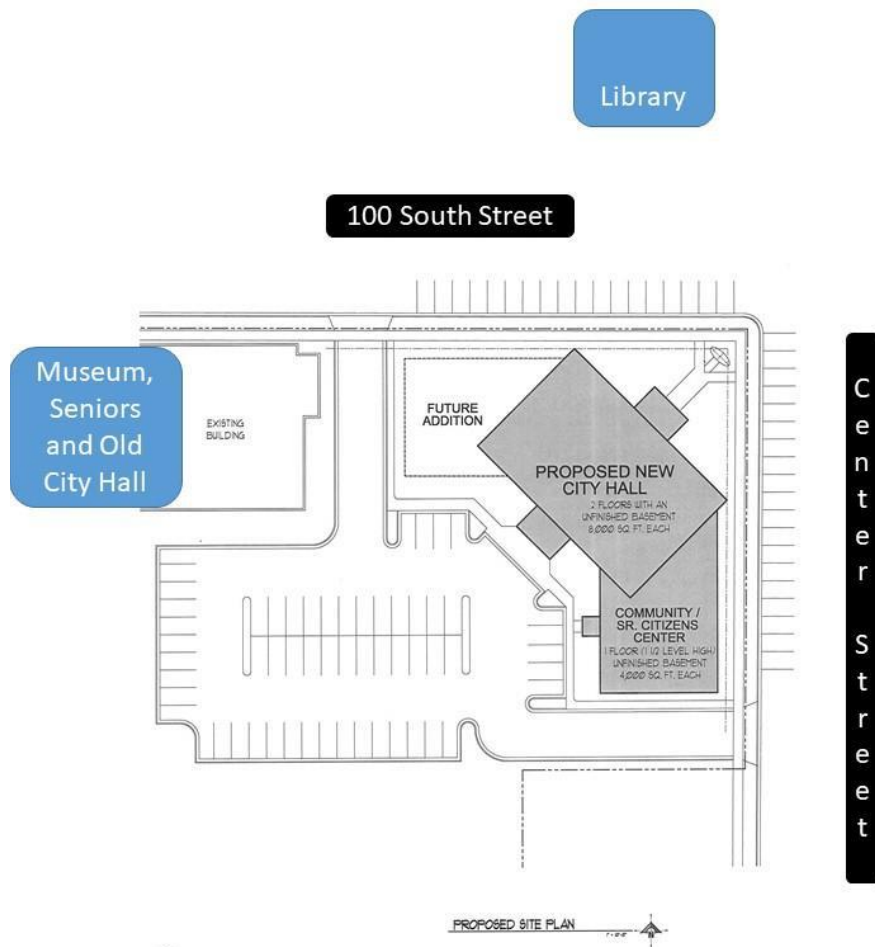 Library
100 South Street
Museum,
Seniors
and Old
City Hall
EXISTING
BUILDING
FUTURE
ADDITION
PROPOSED NEW
CITY HALL
2 FLOORS WITH AN
UNFINISHED BASEMENT
8,000 SQ. FT. EACH
COMMUNITY /
SR. CITIZENS
CENTER
1 FLOOR (1 1/2 LEVEL HIGH)
UNFINISHED BASEMENT
4,000 SQ. FT. EACH
Center
Street
PROPOSED SITE PLAN
N